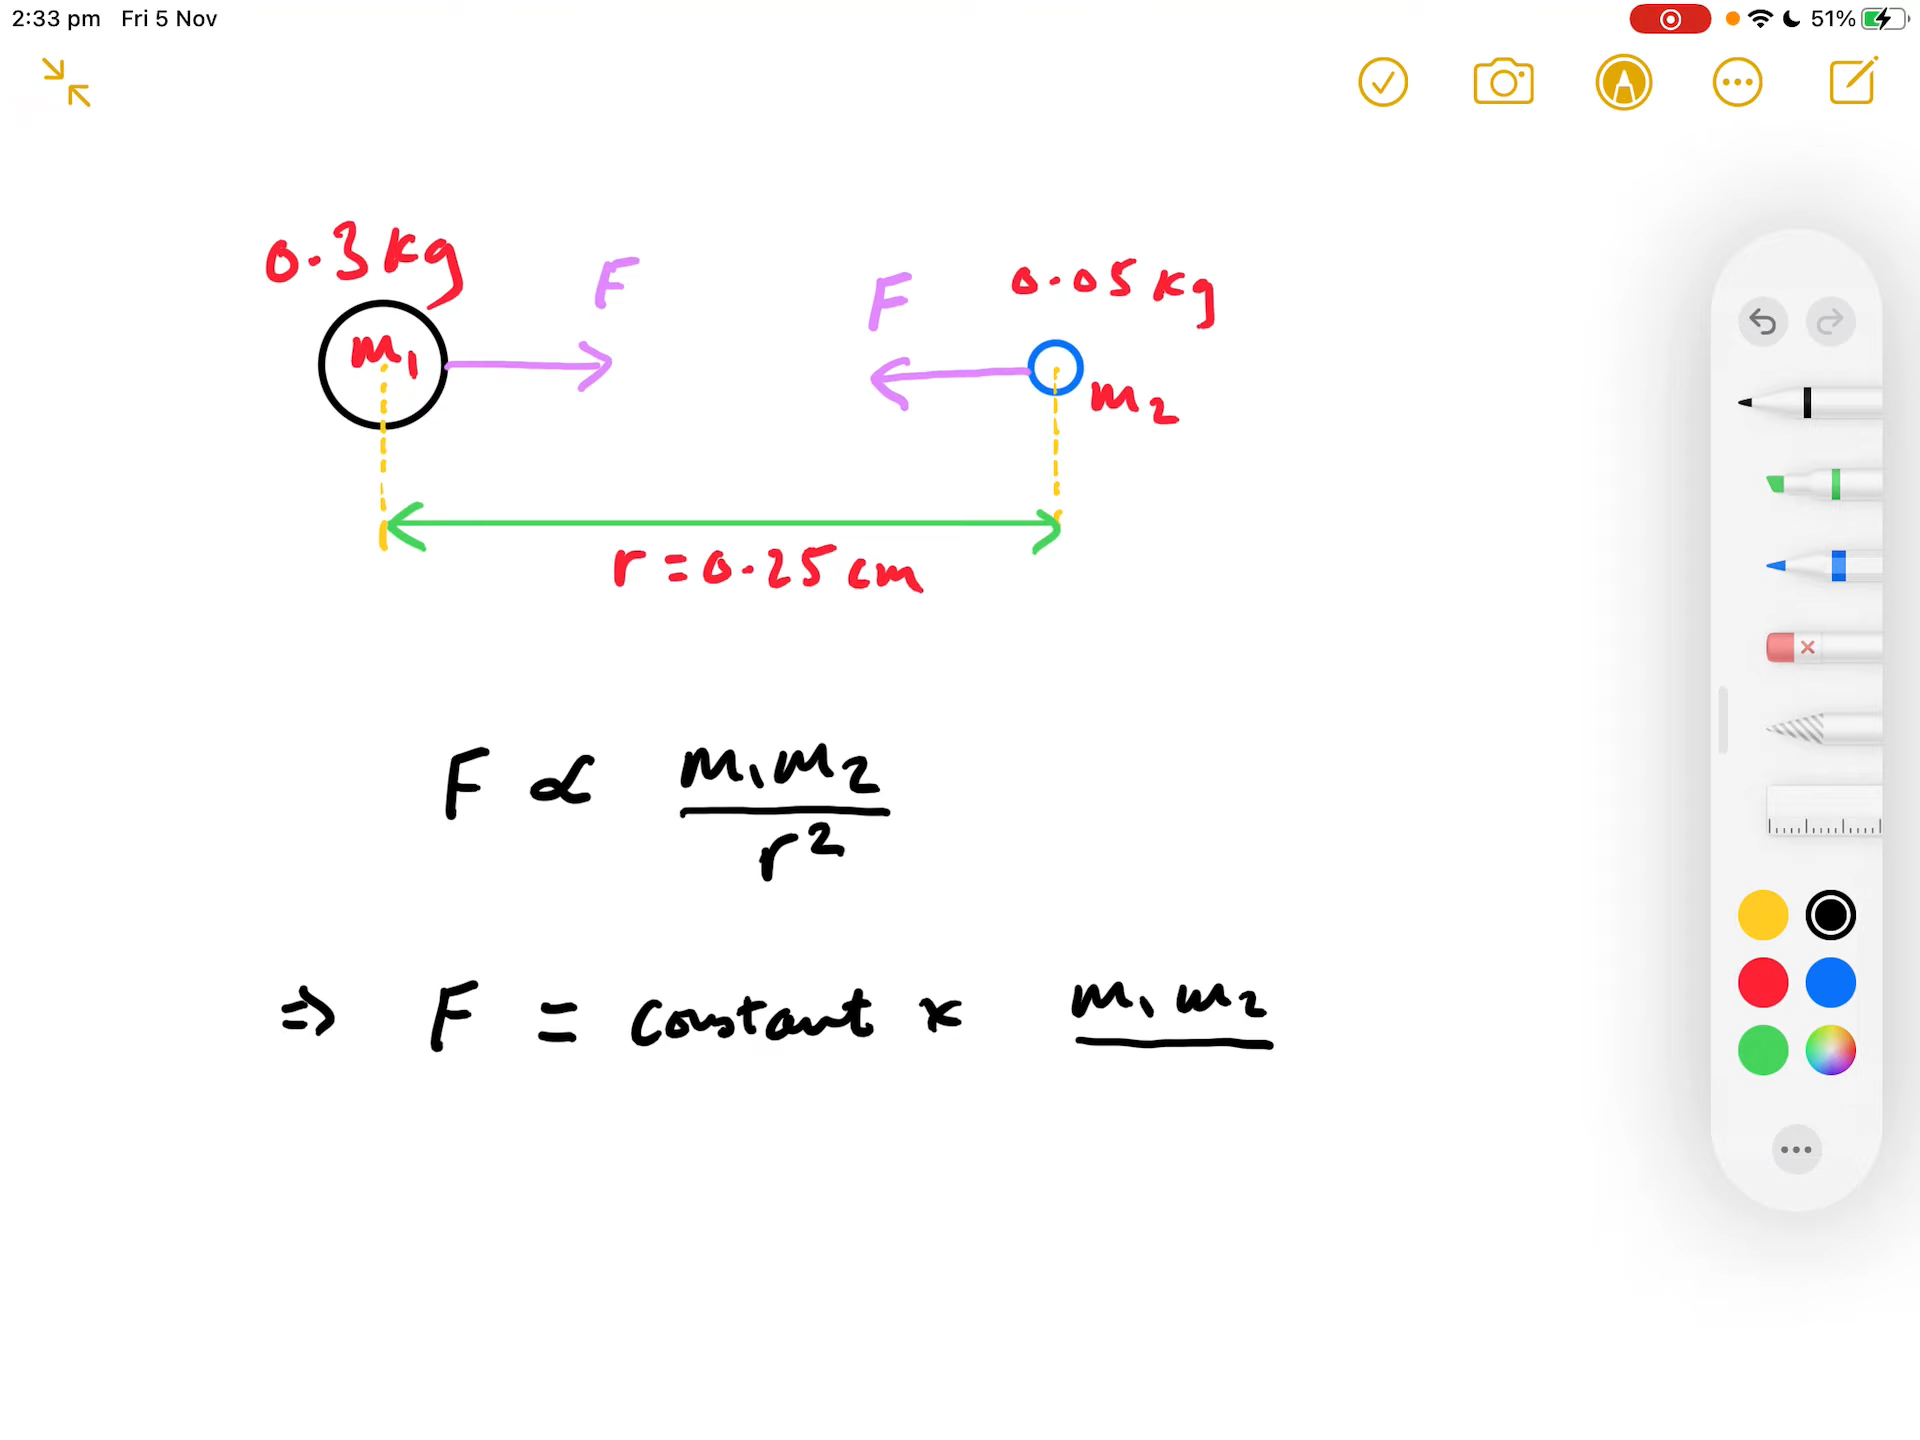 2:33 pm Fri 5 Nov 51%
0.3 kg F F 0.05 kg
m₁ m₂
r = 0.25 cm
F ∝ m₁m₂ / r²
⇒ F = constant × m₁ m₂